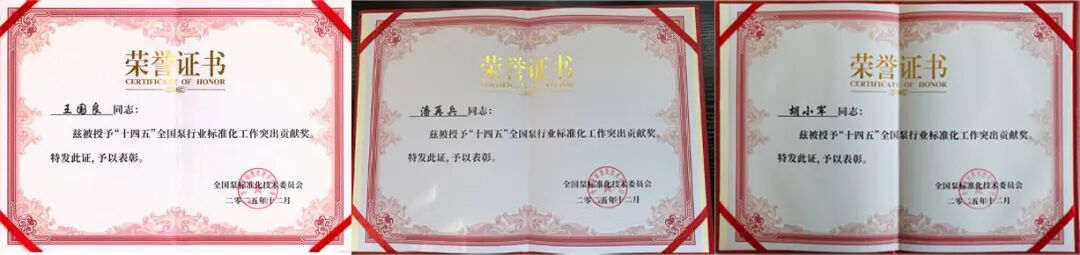 荣誉证书
CERTIFICATE OF HONOR
王国良 同志：
兹被授予“十四五”全国泵行业标准化工作突出贡献奖。
特发此证，予以表彰。
全国泵标准化技术委员会
二〇二五年十二月
荣誉证书
CERTIFICATE OF HONOR
潘再兵 同志：
兹被授予“十四五”全国泵行业标准化工作突出贡献奖。
特发此证，予以表彰。
全国泵标准化技术委员会
二〇二五年十二月
荣誉证书
CERTIFICATE OF HONOR
胡小军 同志：
兹被授予“十四五”全国泵行业标准化工作突出贡献奖。
特发此证，予以表彰。
全国泵标准化技术委员会
二〇二五年十二月